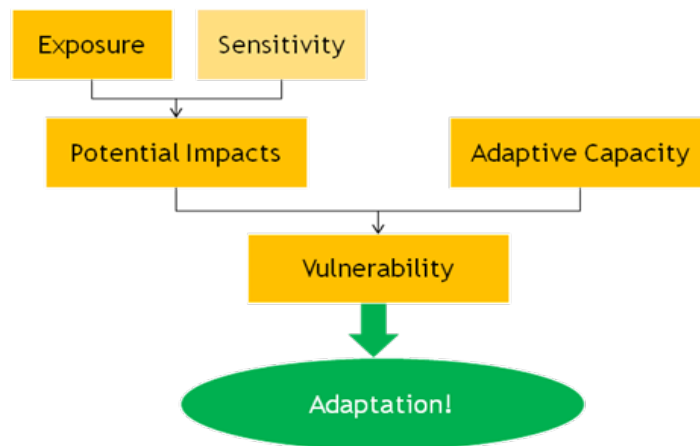 Exposure
Sensitivity
Potential Impacts
Adaptive Capacity
Vulnerability
Adaptation!